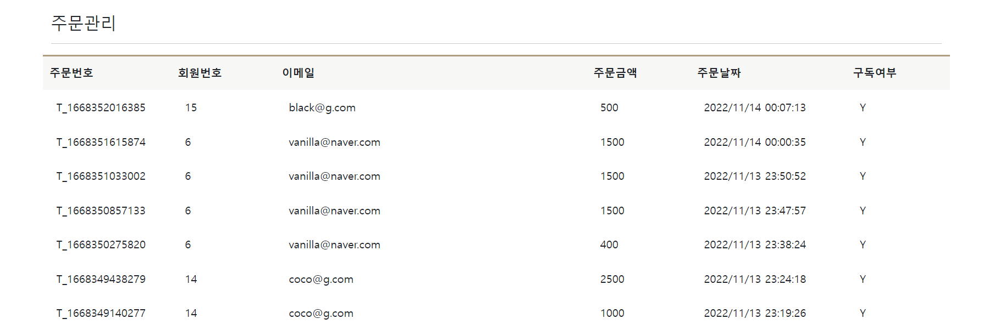 주문관리
주문번호 회원번호 이메일 주문금액 주문날짜 구독여부
T_1668352016385 15 black@g.com 500 2022/11/14 00:07:13 Y
T_1668351615874 6 vanilla@naver.com 1500 2022/11/14 00:00:35 Y
T_1668351033002 6 vanilla@naver.com 1500 2022/11/13 23:50:52 Y
T_1668350857133 6 vanilla@naver.com 1500 2022/11/13 23:47:57 Y
T_1668350275820 6 vanilla@naver.com 400 2022/11/13 23:38:24 Y
T_1668349438279 14 coco@g.com 2500 2022/11/13 23:24:18 Y
T_1668349140277 14 coco@g.com 1000 2022/11/13 23:19:26 Y